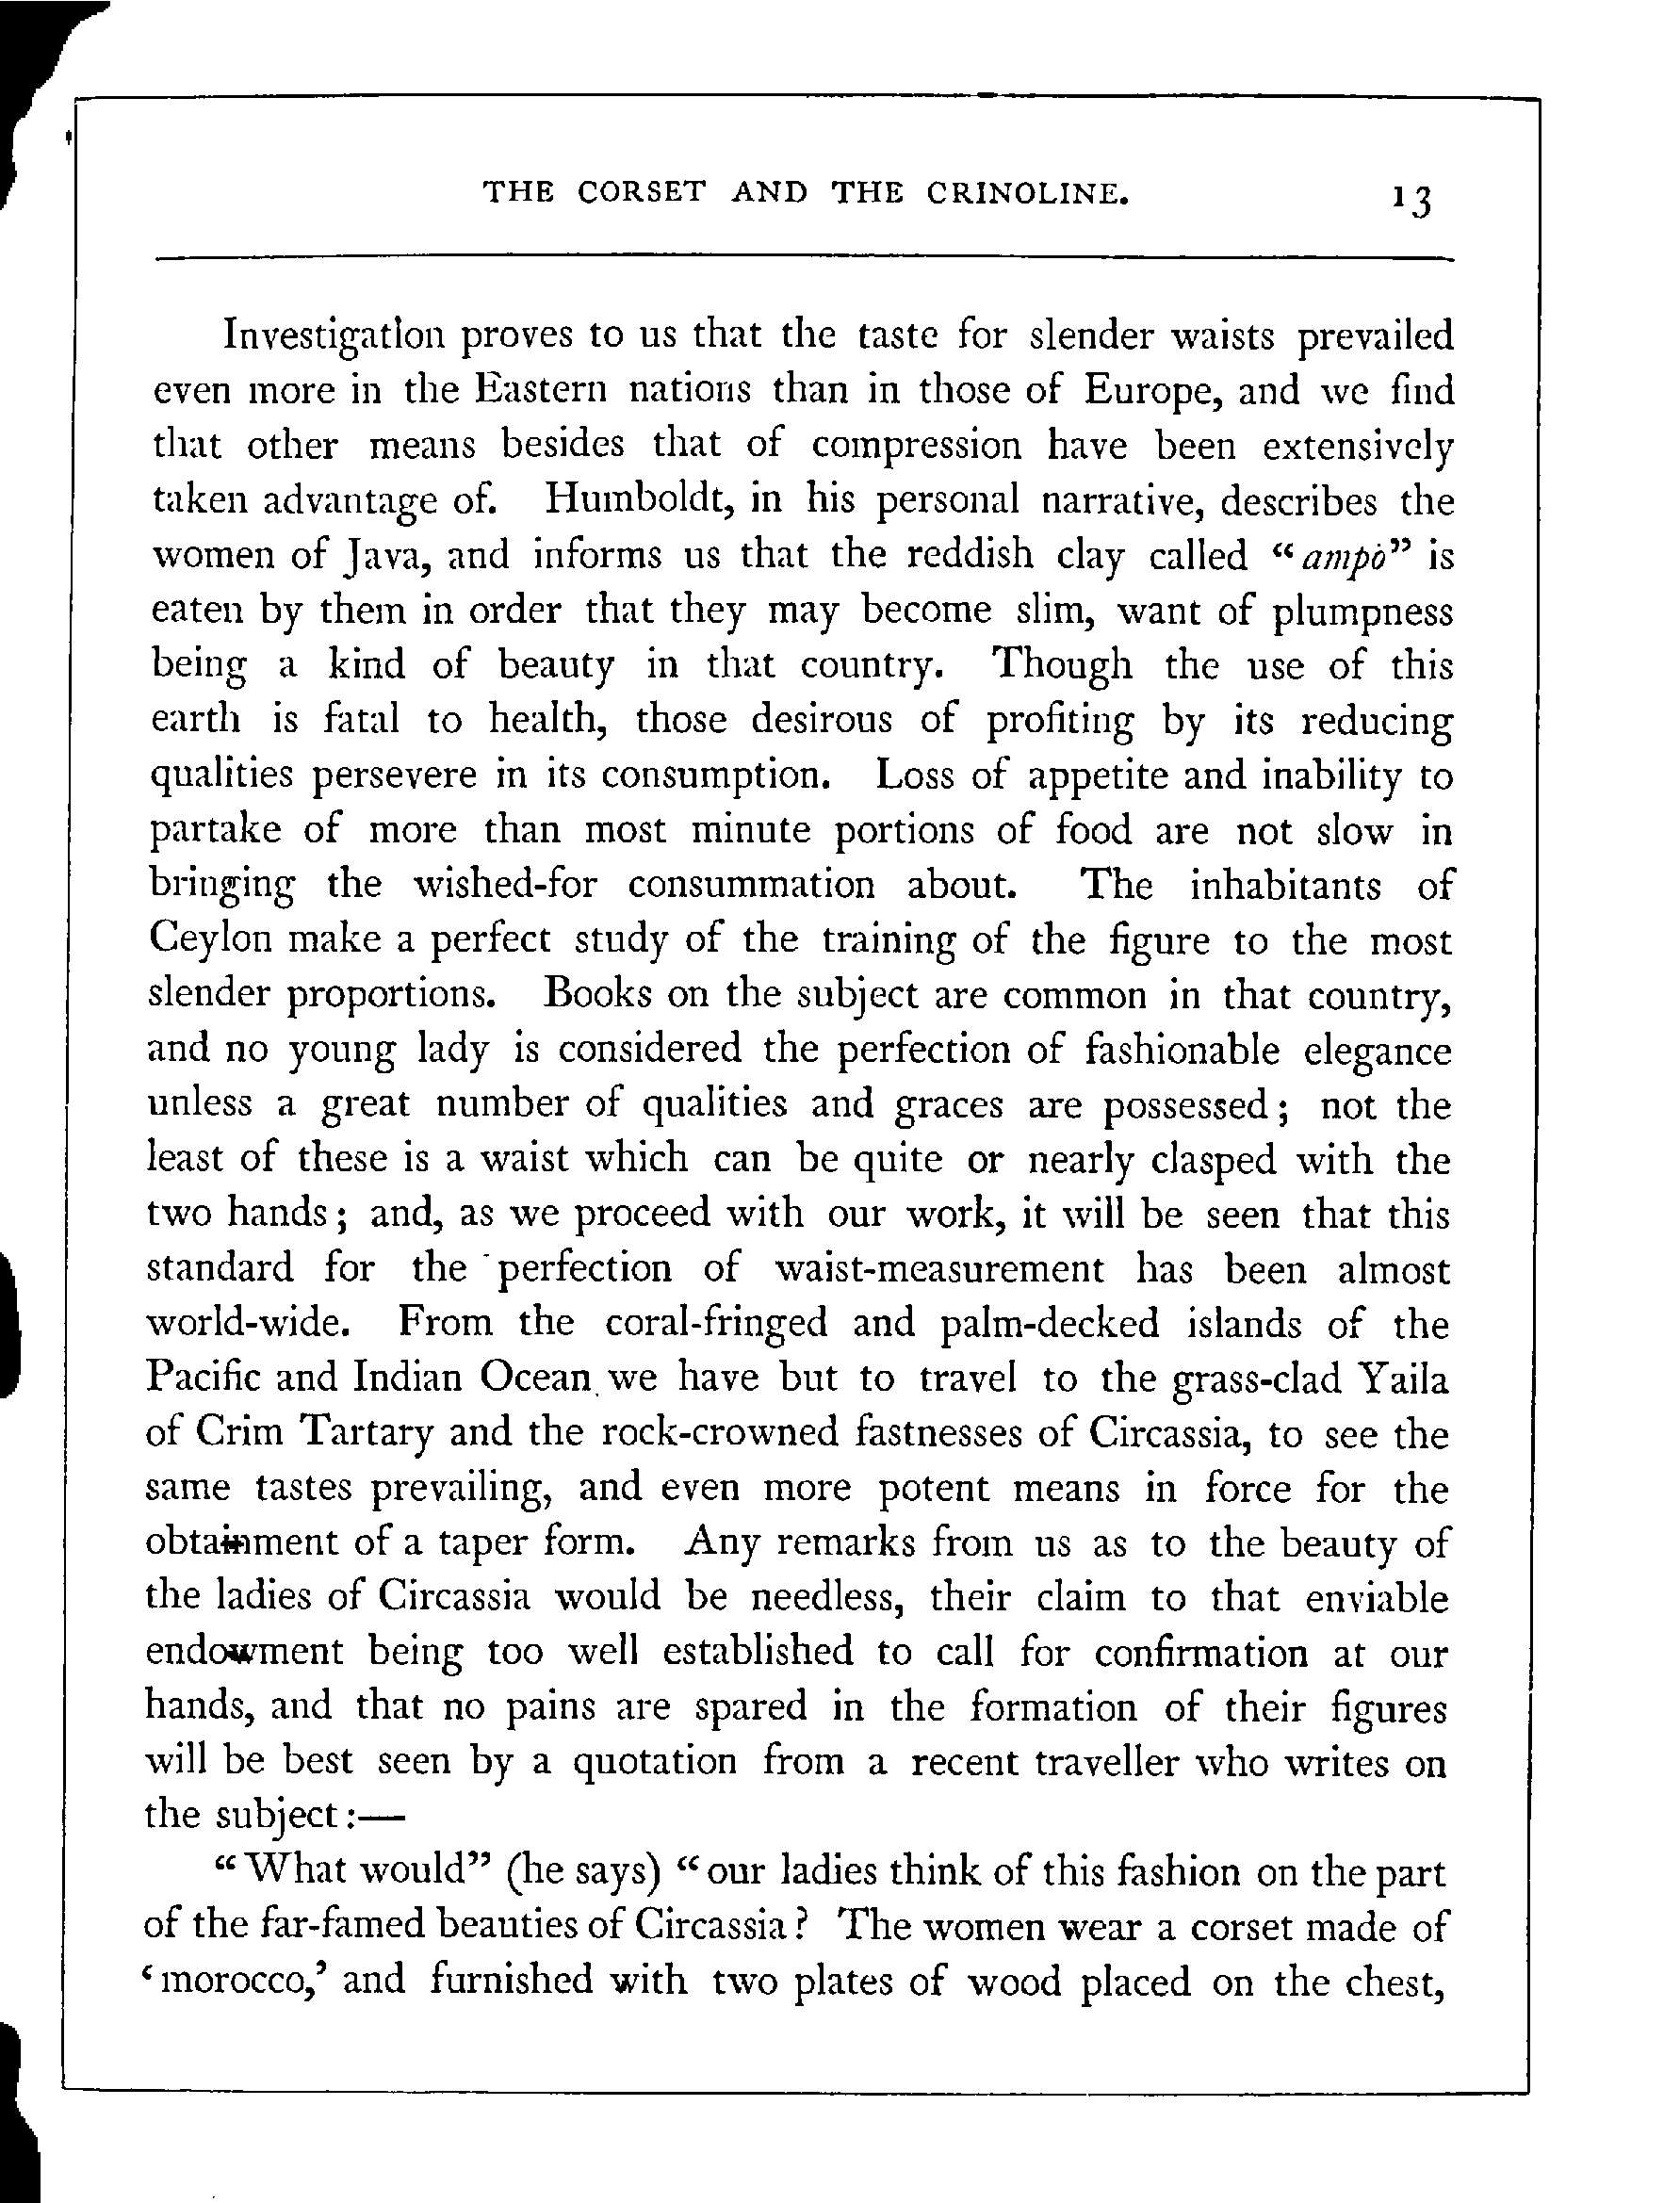 THE CORSET AND THE CRINOLINE. 13
Investigation proves to us that the taste for slender waists prevailed
even more in the Eastern nations than in those of Europe, and we find
that other means besides that of compression have been extensively
taken advantage of. Humboldt, in his personal narrative, describes the
women of Java, and informs us that the reddish clay called “ampò” is
eaten by them in order that they may become slim, want of plumpness
being a kind of beauty in that country. Though the use of this
earth is fatal to health, those desirous of profiting by its reducing
qualities persevere in its consumption. Loss of appetite and inability to
partake of more than most minute portions of food are not slow in
bringing the wished-for consummation about. The inhabitants of
Ceylon make a perfect study of the training of the figure to the most
slender proportions. Books on the subject are common in that country,
and no young lady is considered the perfection of fashionable elegance
unless a great number of qualities and graces are possessed; not the
least of these is a waist which can be quite or nearly clasped with the
two hands; and, as we proceed with our work, it will be seen that this
standard for the perfection of waist-measurement has been almost
world-wide. From the coral-fringed and palm-decked islands of the
Pacific and Indian Ocean we have but to travel to the grass-clad Yaila
of Crim Tartary and the rock-crowned fastnesses of Circassia, to see the
same tastes prevailing, and even more potent means in force for the
obtainment of a taper form. Any remarks from us as to the beauty of
the ladies of Circassia would be needless, their claim to that enviable
endowment being too well established to call for confirmation at our
hands, and that no pains are spared in the formation of their figures
will be best seen by a quotation from a recent traveller who writes on
the subject:—
“What would” (he says) “our ladies think of this fashion on the part
of the far-famed beauties of Circassia? The women wear a corset made of
‘morocco,’ and furnished with two plates of wood placed on the chest,